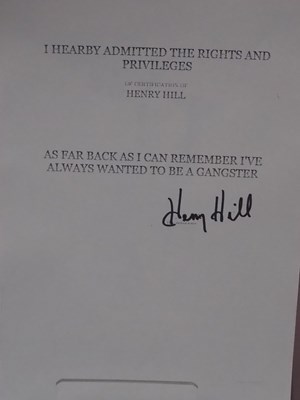 I HEARBY ADMITTED THE RIGHTS AND
PRIVILEGES
OF CERTIFICATION OF
HENRY HILL
AS FAR BACK AS I CAN REMEMBER I'VE
ALWAYS WANTED TO BE A GANGSTER
Henry Hill